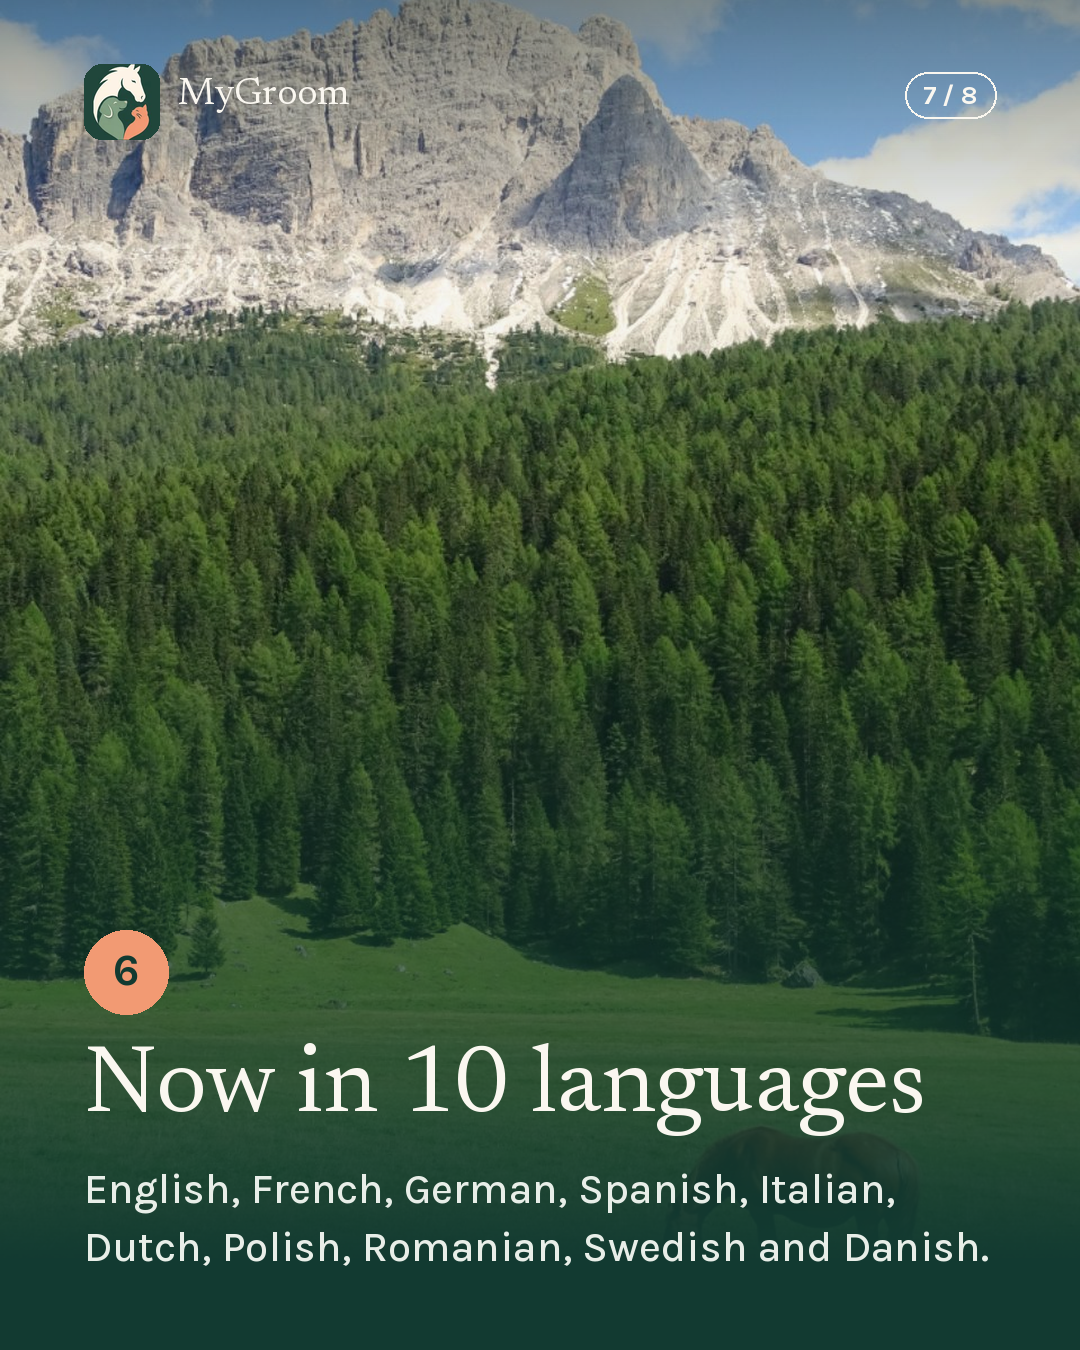 MyGroom
7 / 8
6
Now in 10 languages
English, French, German, Spanish, Italian,
Dutch, Polish, Romanian, Swedish and Danish.